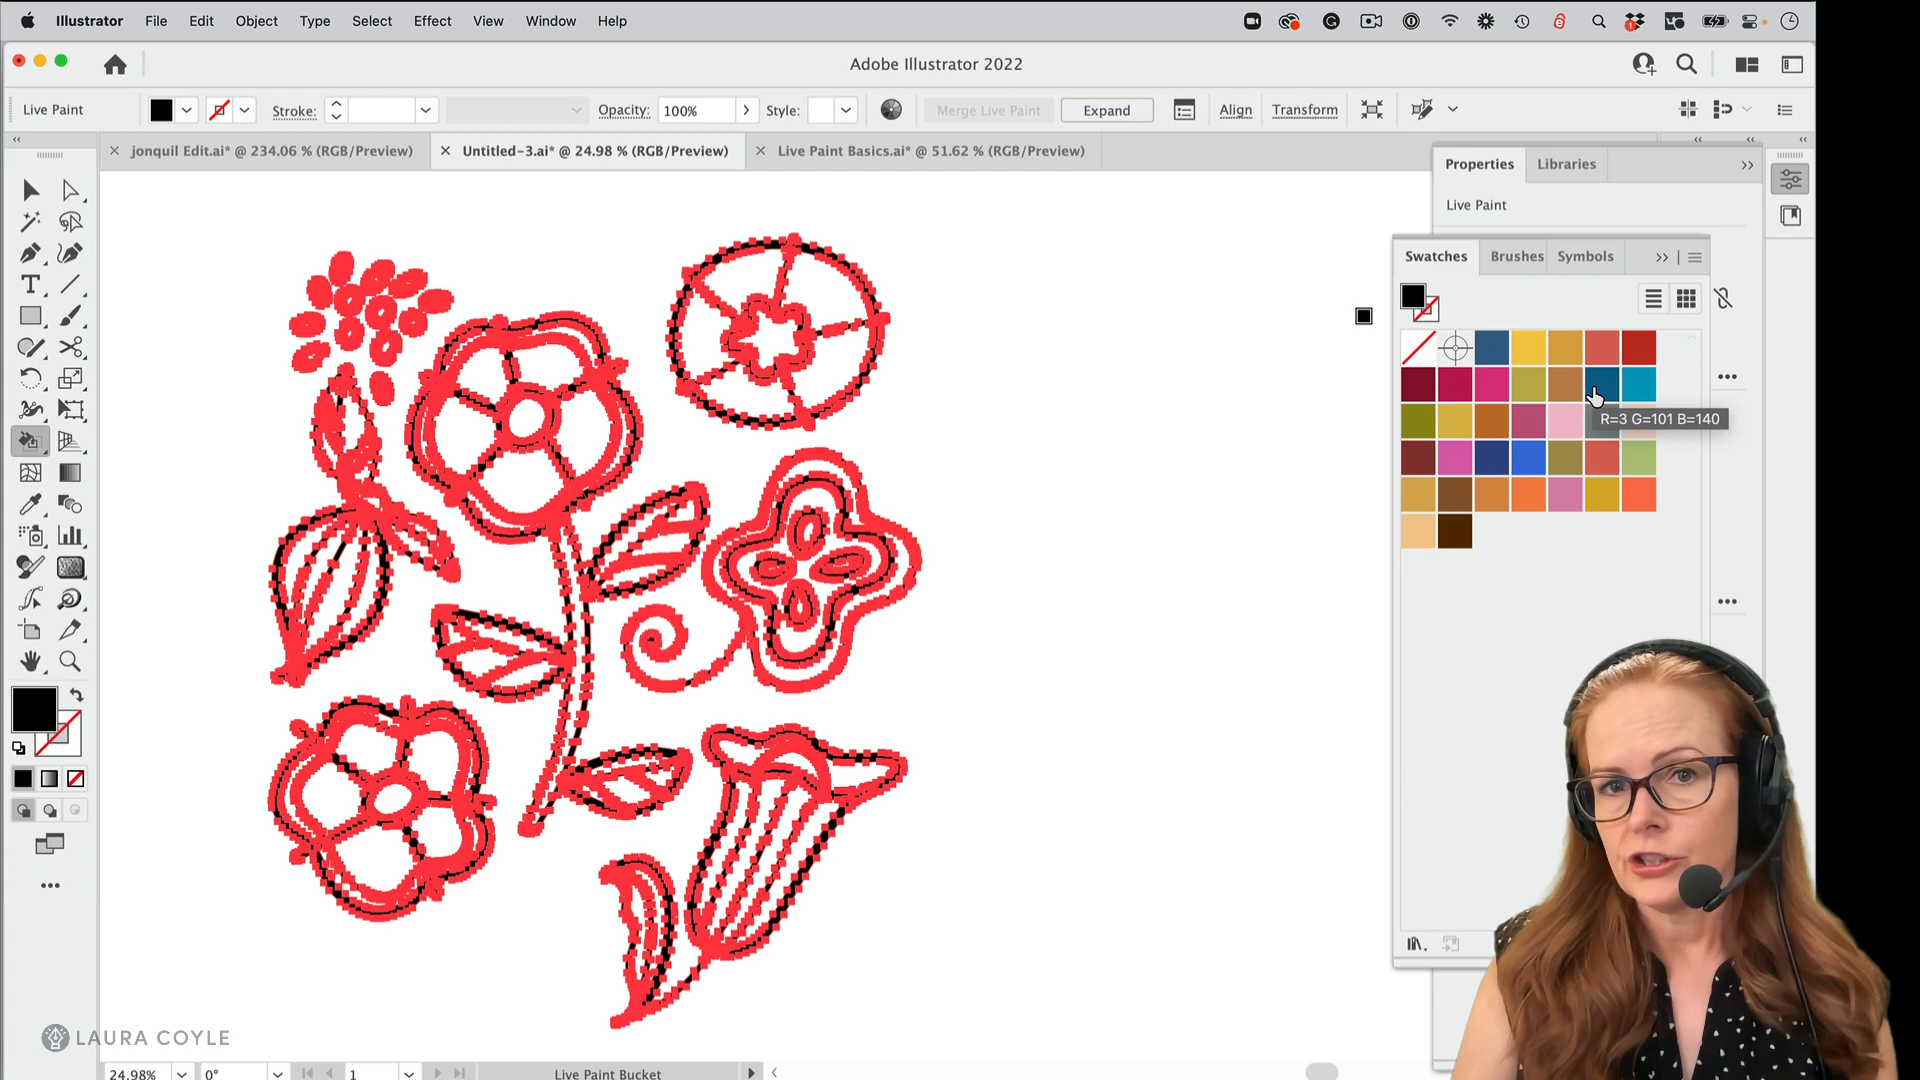 Illustrator File Edit Object Type Select Effect View Window Help
Adobe Illustrator 2022
Live Paint Stroke: Opacity: 100% Style: Merge Live Paint Expand Align Transform
jonquil Edit.ai* @ 234.06 % (RGB/Preview) Untitled-3.ai* @ 24.98 % (RGB/Preview) Live Paint Basics.ai* @ 51.62 % (RGB/Preview)
Properties Libraries
Live Paint
Swatches Brushes Symbols
R=3 G=101 B=140
LAURA COYLE
24.98% 0° 1 Live Paint Bucket